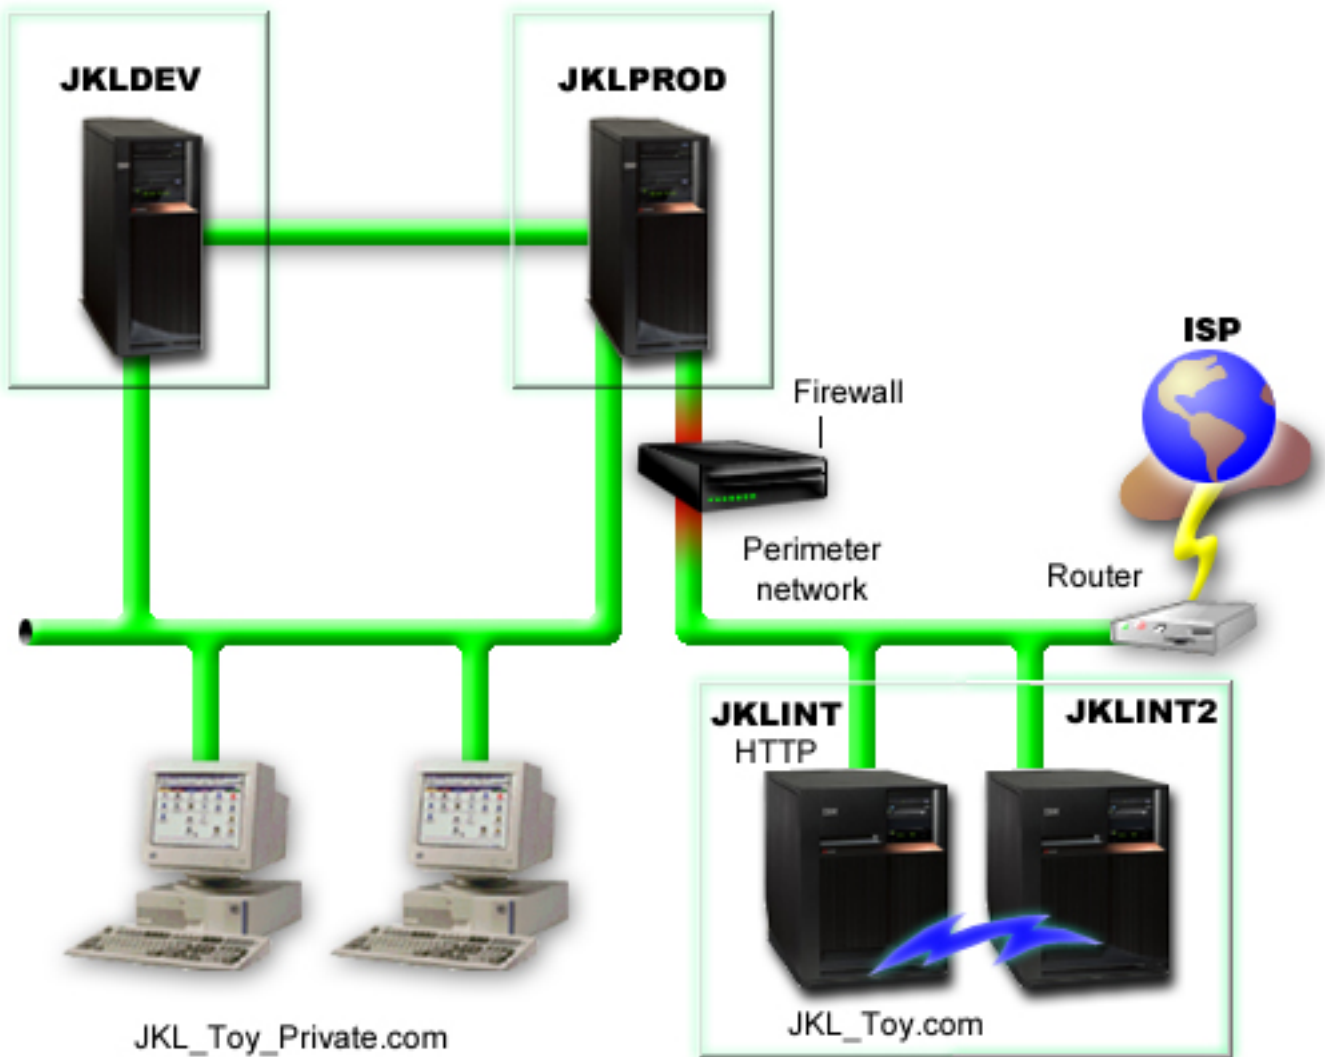 JKLDEV
JKLPROD
ISP
Firewall
Perimeter
network
Router
JKLINT
HTTP
JKLINT2
JKL_Toy_Private.com
JKL_Toy.com